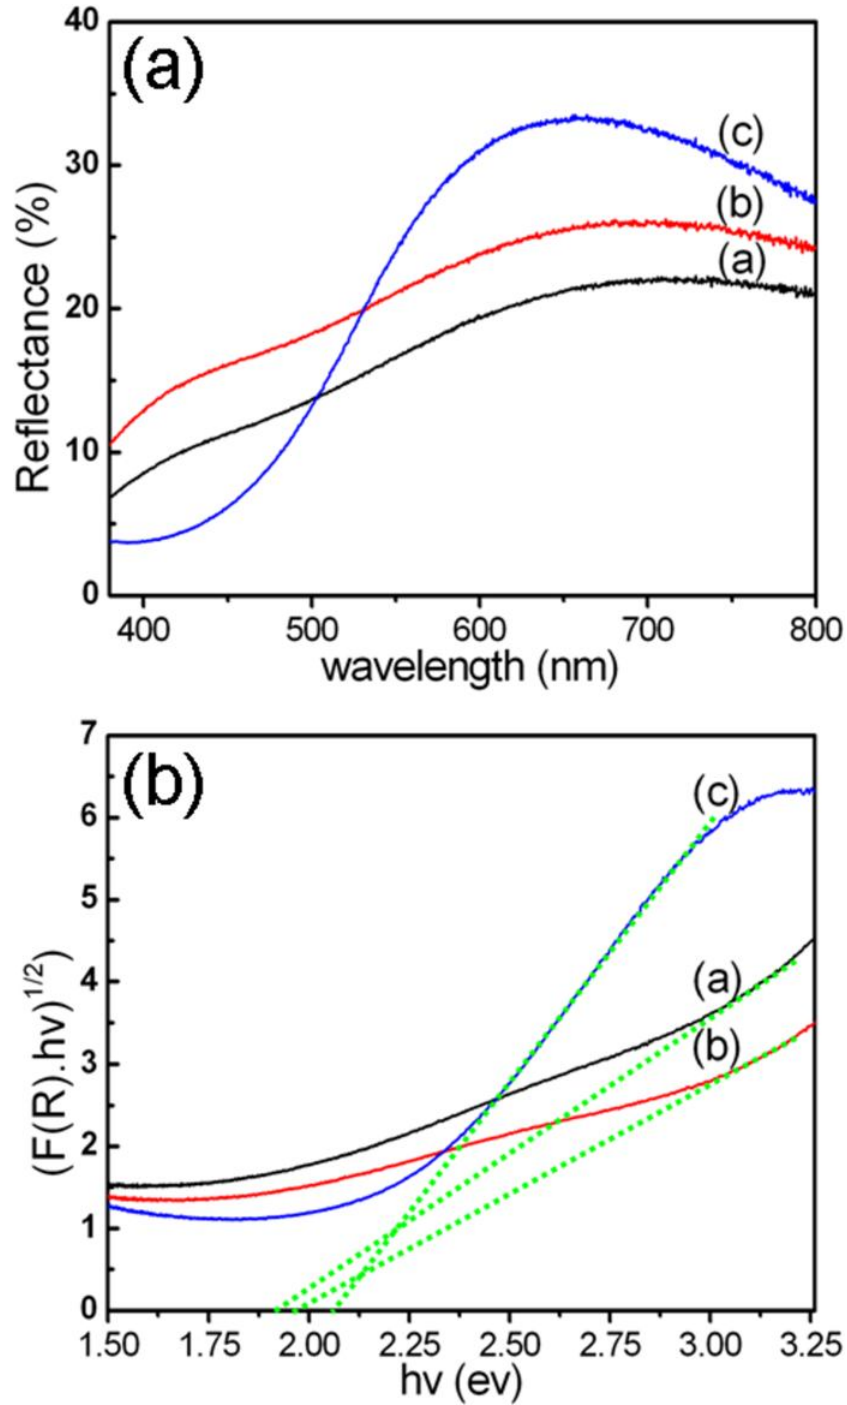 (a)
40
30
20
10
0
Reflectance (%)
(c)
(b)
(a)
400 500 600 700 800
wavelength (nm)
(b)
7
6
5
4
3
2
1
0
(F(R).hv)1/2
(c)
(a)
(b)
1.50 1.75 2.00 2.25 2.50 2.75 3.00 3.25
hv (ev)